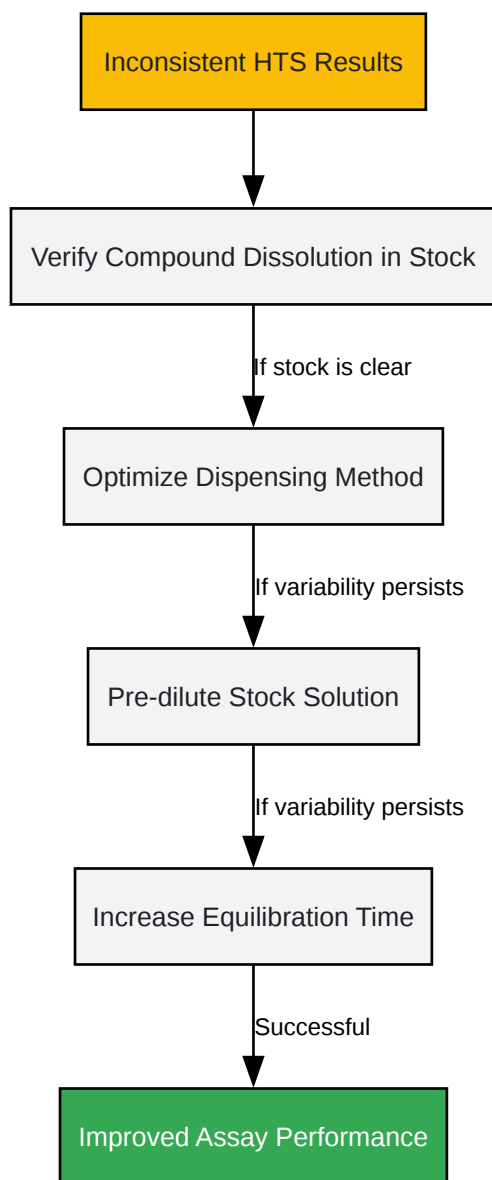 Inconsistent HTS Results
Verify Compound Dissolution in Stock
If stock is clear
Optimize Dispensing Method
If variability persists
Pre-dilute Stock Solution
If variability persists
Increase Equilibration Time
Successful
Improved Assay Performance